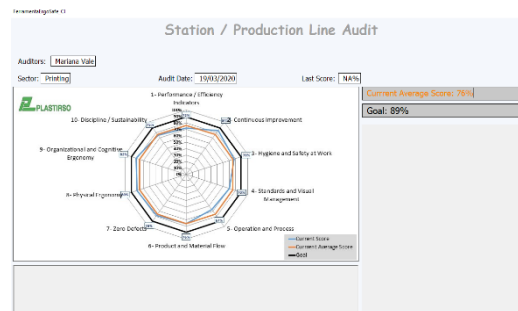 Station / Production Line Audit
Auditors: Mariana Vale
Sector: Printing Audit Date: 19/03/2020 Last Score: NA%
Current Average Score: 76%
Goal: 89%
PLASTIRSO
1- Performance / Efficiency
Indicators
Continuous Improvement
3- Hygiene and Safety at Work
4- Standards and Visual
Management
5- Operation and Process
6- Product and Material Flow
7- Zero Defects
8- Physical Ergonomy
9- Organizational and Cognitive
Ergonomy
10- Discipline / Sustainability
Current Score
Current Average Score
Goal